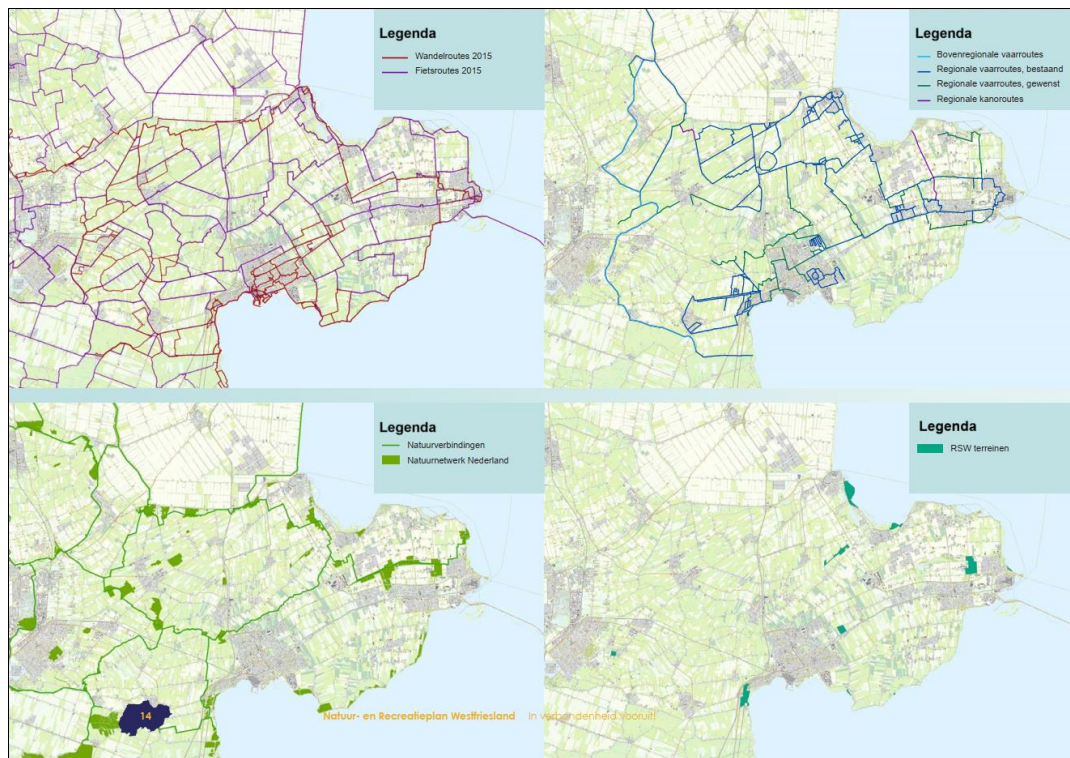 Legenda
Wandelroutes 2015
Fietsroutes 2015
Legenda
Bovenregionale vaarroutes
Regionale vaarroutes, bestaand
Regionale vaarroutes, gewenst
Regionale kanoroutes
Legenda
Natuurverbindingen
Natuurnetwerk Nederland
Legenda
RSW terreinen
14
Natuur- en Recreatieplan Westfriesland In verbondenheid vooruit!